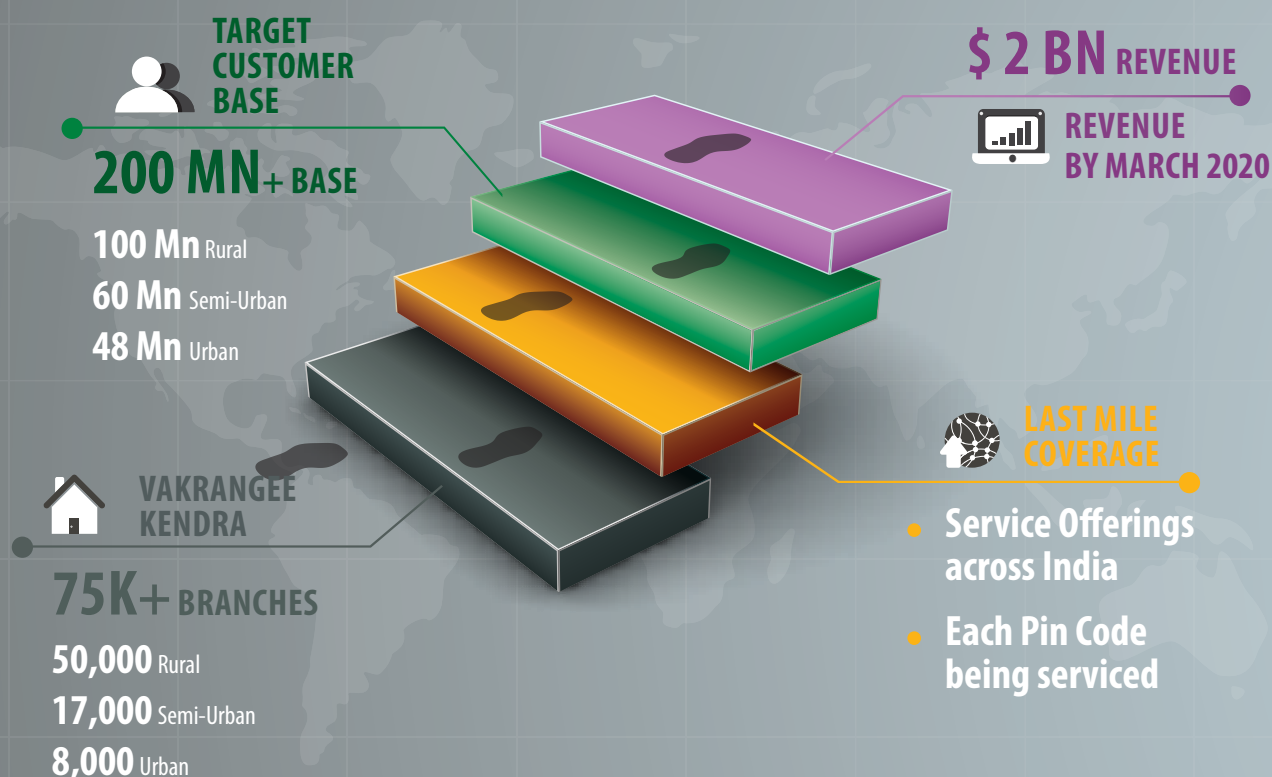 TARGET
CUSTOMER
BASE
200 MN+ BASE
100 Mn Rural
60 Mn Semi-Urban
48 Mn Urban
$ 2 BN REVENUE
REVENUE
BY MARCH 2020
VAKRANGEE
KENDRA
75K+ BRANCHES
50,000 Rural
17,000 Semi-Urban
8,000 Urban
LAST MILE
COVERAGE
Service Offerings
across India
Each Pin Code
being serviced